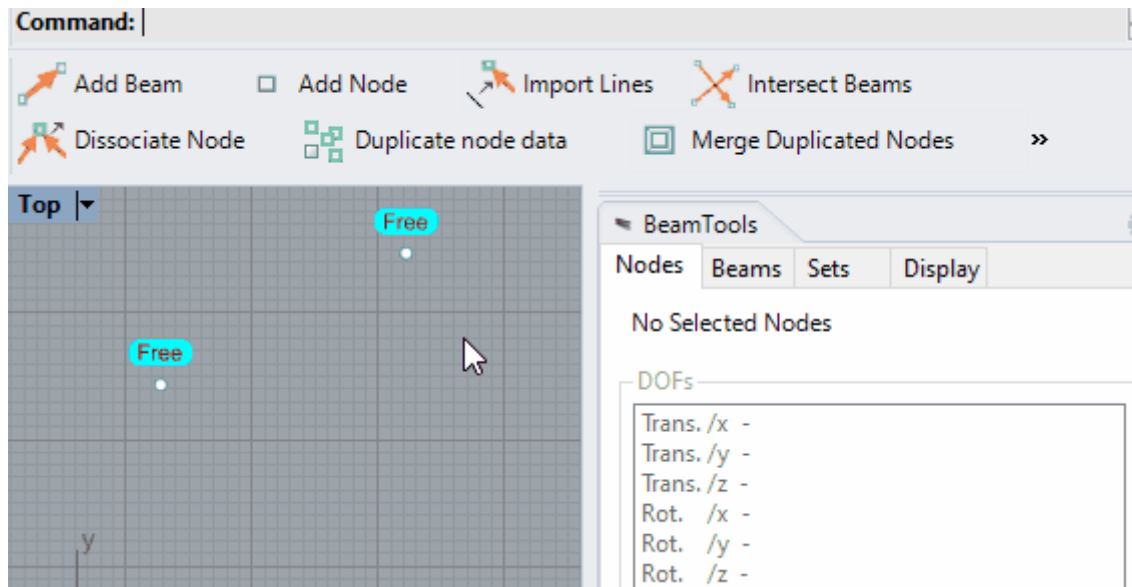 Command:
Add Beam Add Node Import Lines Intersect Beams
Dissociate Node Duplicate node data Merge Duplicated Nodes »
Top
Free
Free
y
BeamTools
Nodes Beams Sets Display
No Selected Nodes
DOFs
Trans. /x -
Trans. /y -
Trans. /z -
Rot. /x -
Rot. /y -
Rot. /z -